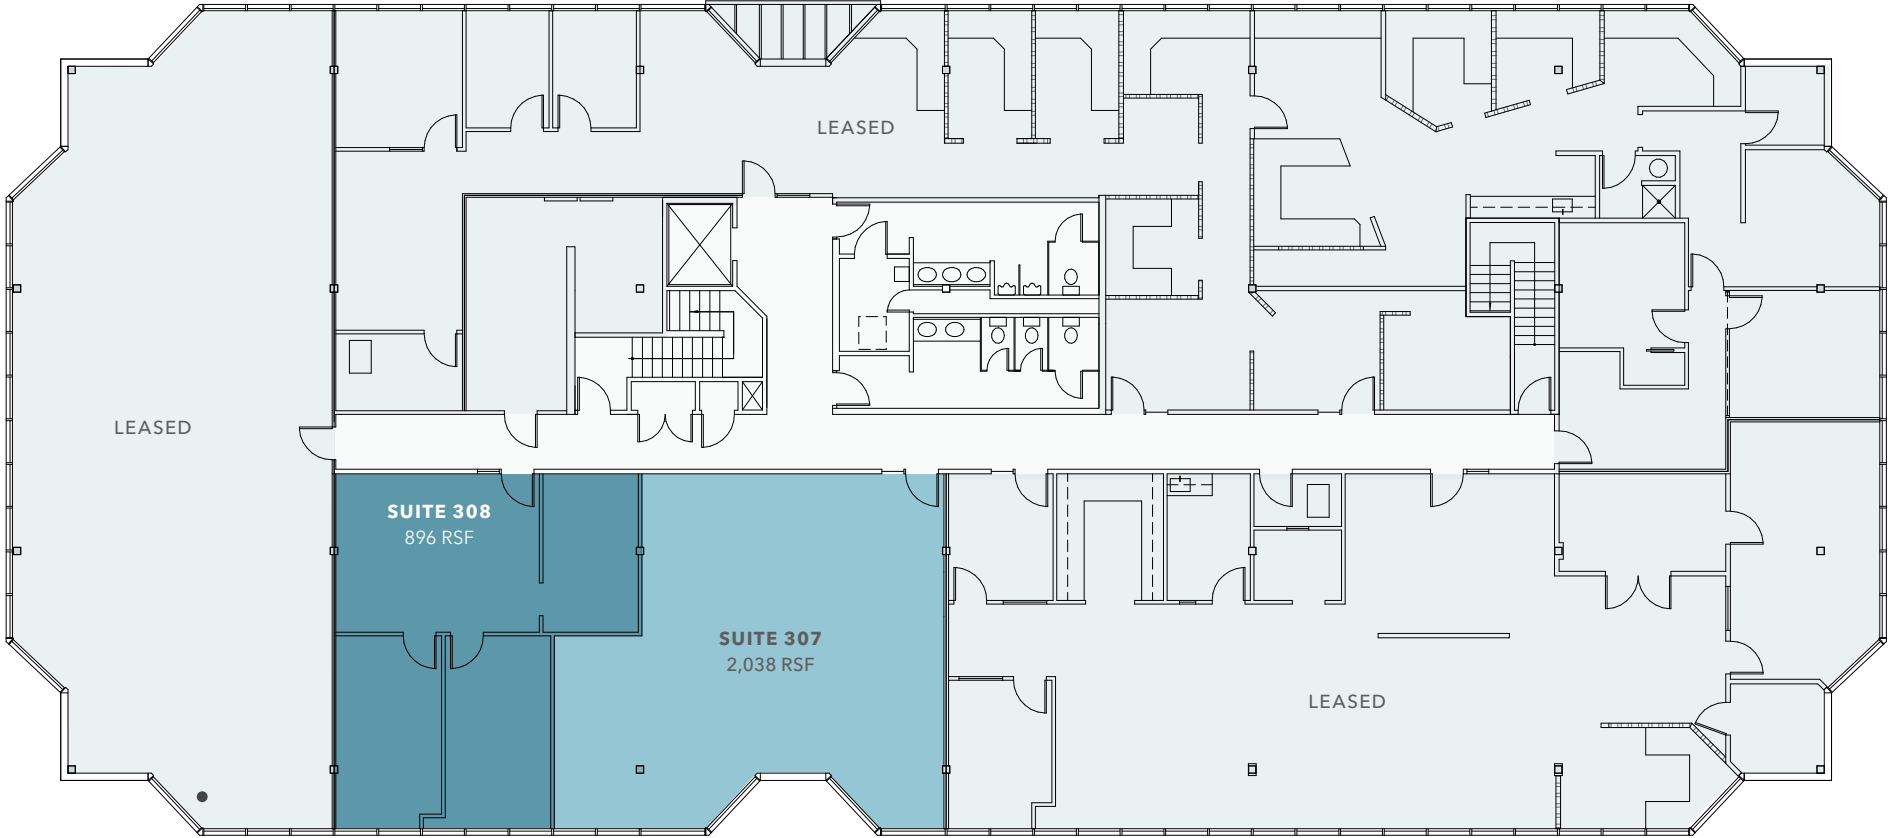 LEASED
LEASED
SUITE 308
896 RSF
SUITE 307
2,038 RSF
LEASED